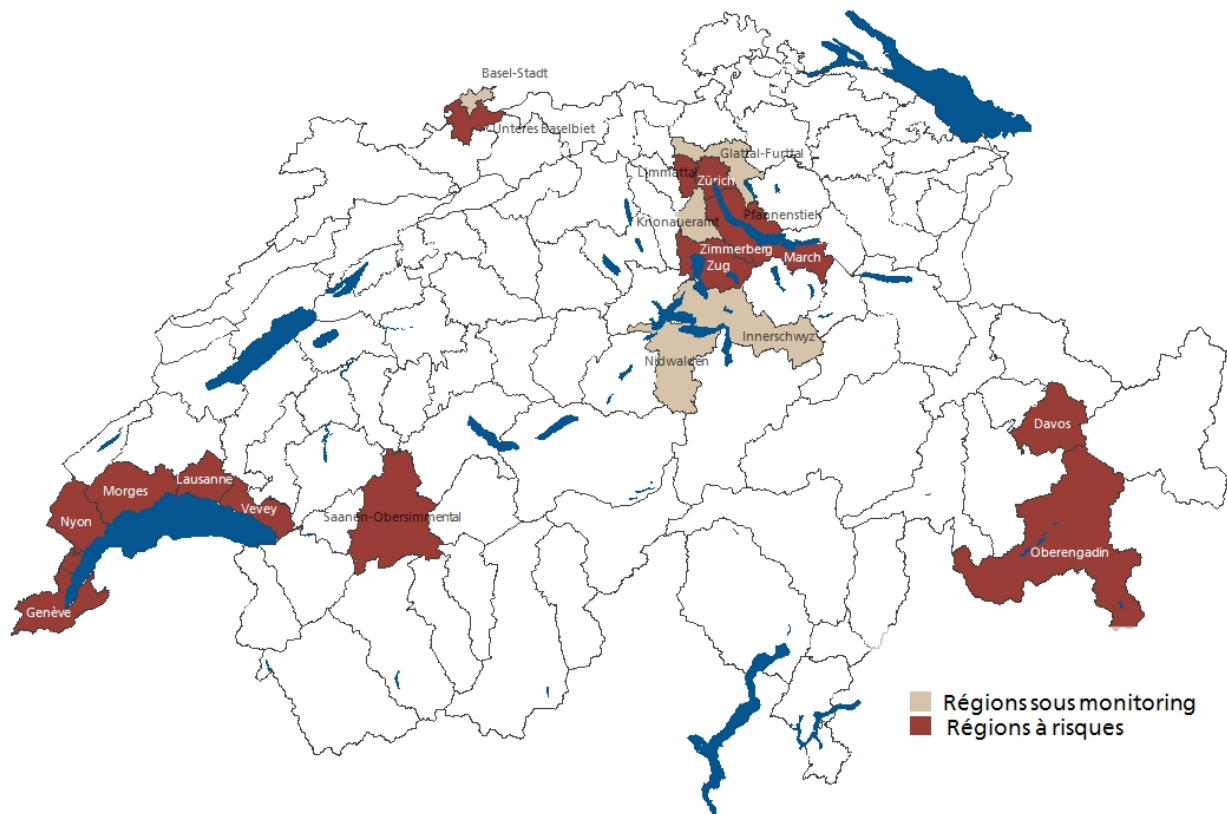 Basel-Stadt
Unteres Baselbiet
Glattal-Furttal
Limmattal
Zürich
Pfannenstiel
Knonaueramt
Zimmerberg
March
Zug
Innerschwyz
Nidwalden
Davos
Lausanne
Morges
Vevey
Nyon
Saanen-Obersimmental
Oberengadin
Genève
Régions sous monitoring
Régions à risques